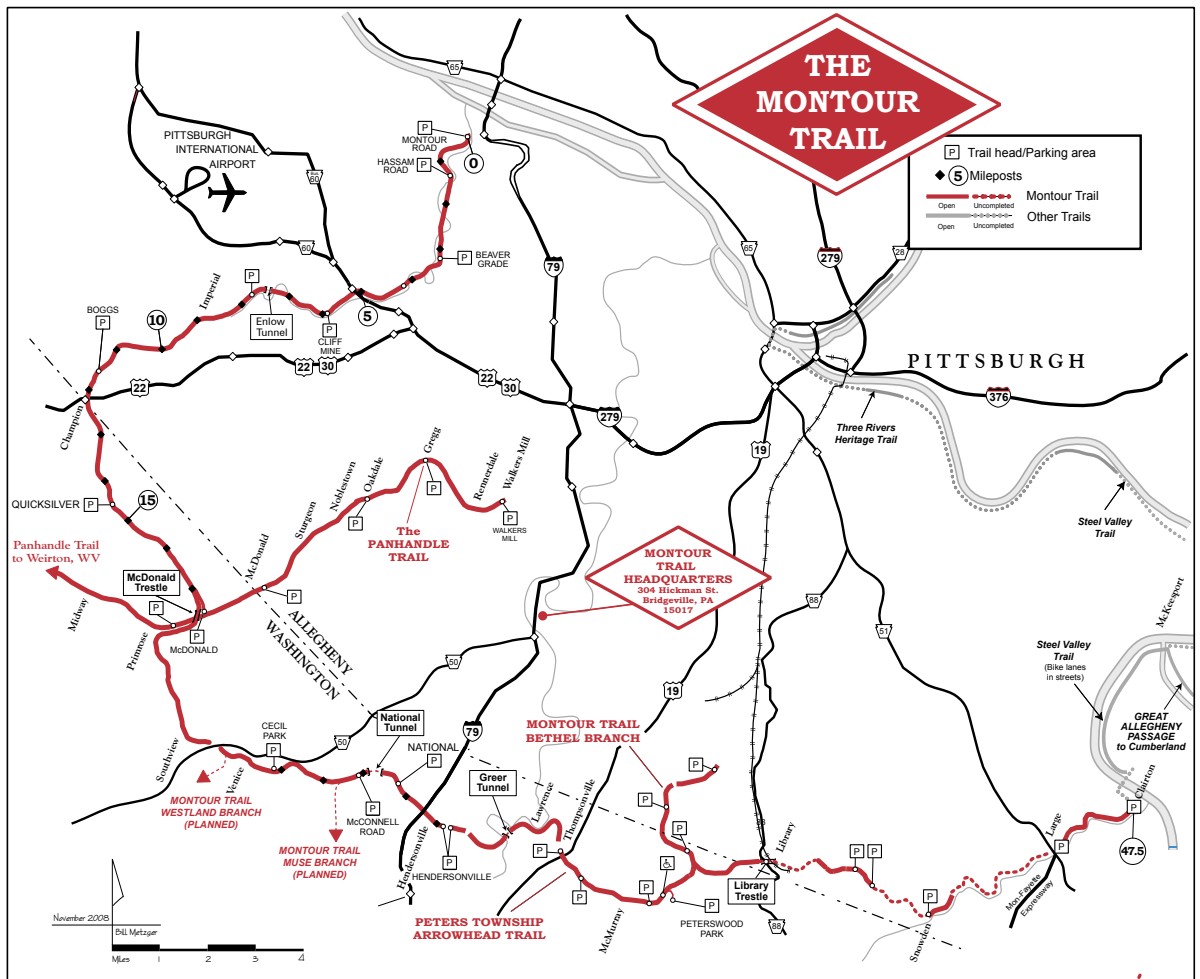 THE
MONTOUR
TRAIL
P Trail head/Parking area
5 Mileposts
Montour Trail
Open Uncompleted
Other Trails
Open Uncompleted
65
PITTSBURGH
INTERNATIONAL
AIRPORT
Bus
60
60
P
MONTOUR
ROAD
0
HASSAM
ROAD
P
P
BEAVER
GRADE
79
65
279
28
Imperial
P
Enlow
Tunnel
5
P
CLIFF
MINE
BOGGS
P
10
22
22
30
22
30
279
PITTSBURGH
376
Three Rivers
Heritage Trail
19
Champion
QUICKSILVER P
15
Panhandle Trail
to Weirton, WV
McDonald
Trestle
Midway
P
Primrose
P
McDONALD
McDonald
P
Sturgeon
Noblestown
Oakdale
P
Gregg
P
The
PANHANDLE
TRAIL
Rennerdale
Walkers Mill
P
WALKERS
MILL
ALLEGHENY
WASHINGTON
MONTOUR
TRAIL
HEADQUARTERS
304 Hickman St.
Bridgeville, PA
15017
Steel Valley
Trail
88
51
McKeesport
Steel Valley
Trail
(Bike lanes
in streets)
GREAT
ALLEGHENY
PASSAGE
to Cumberland
50
50
19
79
Southview
CECIL
PARK
P
Venice
National
Tunnel
NATIONAL
P
P
McCONNELL
ROAD
MONTOUR TRAIL
WESTLAND BRANCH
(PLANNED)
MONTOUR TRAIL
MUSE BRANCH
(PLANNED)
Hendersonville
P P
HENDERSONVILLE
Greer
Tunnel
Lawrence
Thompsonville
MONTOUR TRAIL
BETHEL BRANCH
P
P
P
P
P
P
P
PETERSWOOD
PARK
McMurray
PETERS TOWNSHIP
ARROWHEAD TRAIL
88
Library
Library
Trestle
88
P P
P
Snowden
Mon-Fayette
Expressway
Large
P
Clairton
P
47.5
November 2008
Bill Metzger
Miles 1 2 3 4